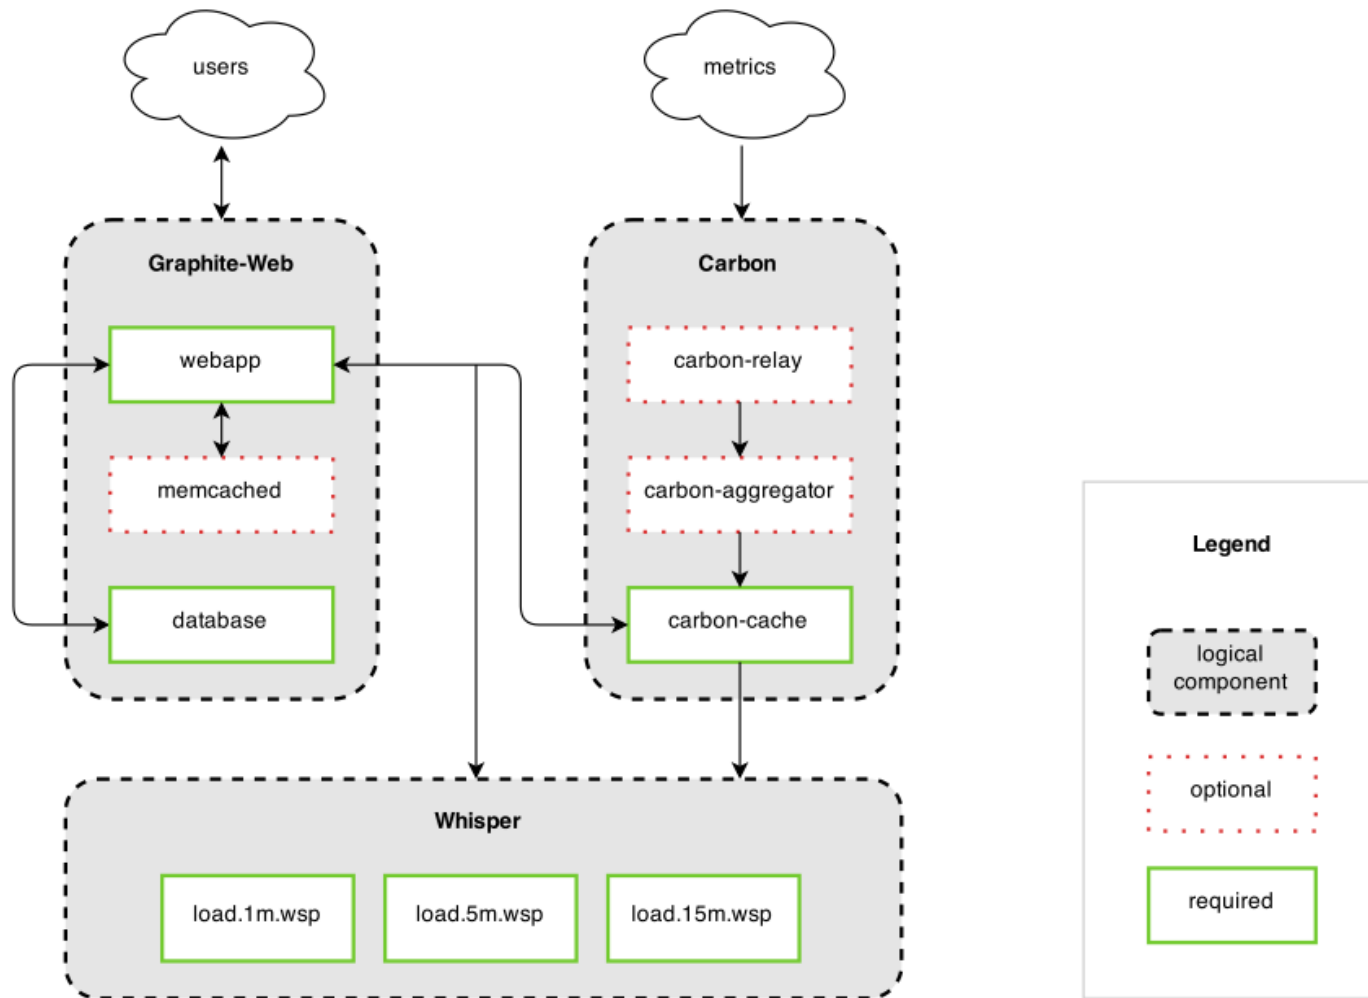 users
metrics
Graphite-Web
Carbon
webapp
carbon-relay
memcached
carbon-aggregator
database
carbon-cache
Whisper
load.1m.wsp
load.5m.wsp
load.15m.wsp
Legend
logical
component
optional
required